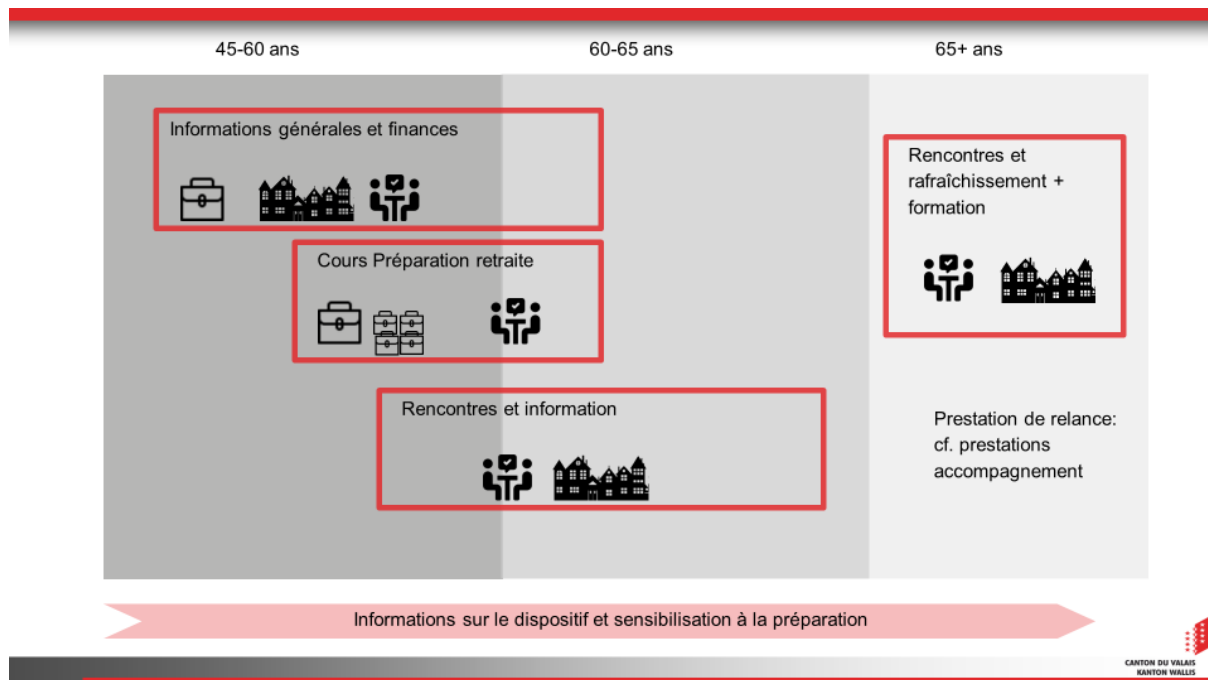 45-60 ans
60-65 ans
65+ ans
Informations générales et finances
Cours Préparation retraite
Rencontres et information
Rencontres et
rafraîchissement +
formation
Prestation de relance:
cf. prestations
accompagnement
Informations sur le dispositif et sensibilisation à la préparation
CANTON DU VALAIS
KANTON WALLIS